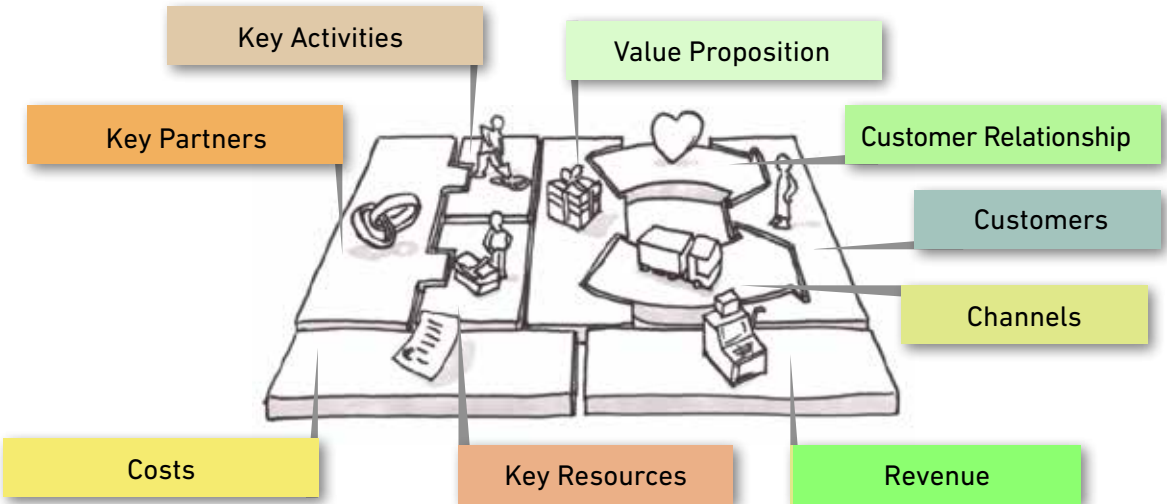 Key Activities
Value Proposition
Key Partners
Customer Relationship
Customers
Channels
Costs
Key Resources
Revenue